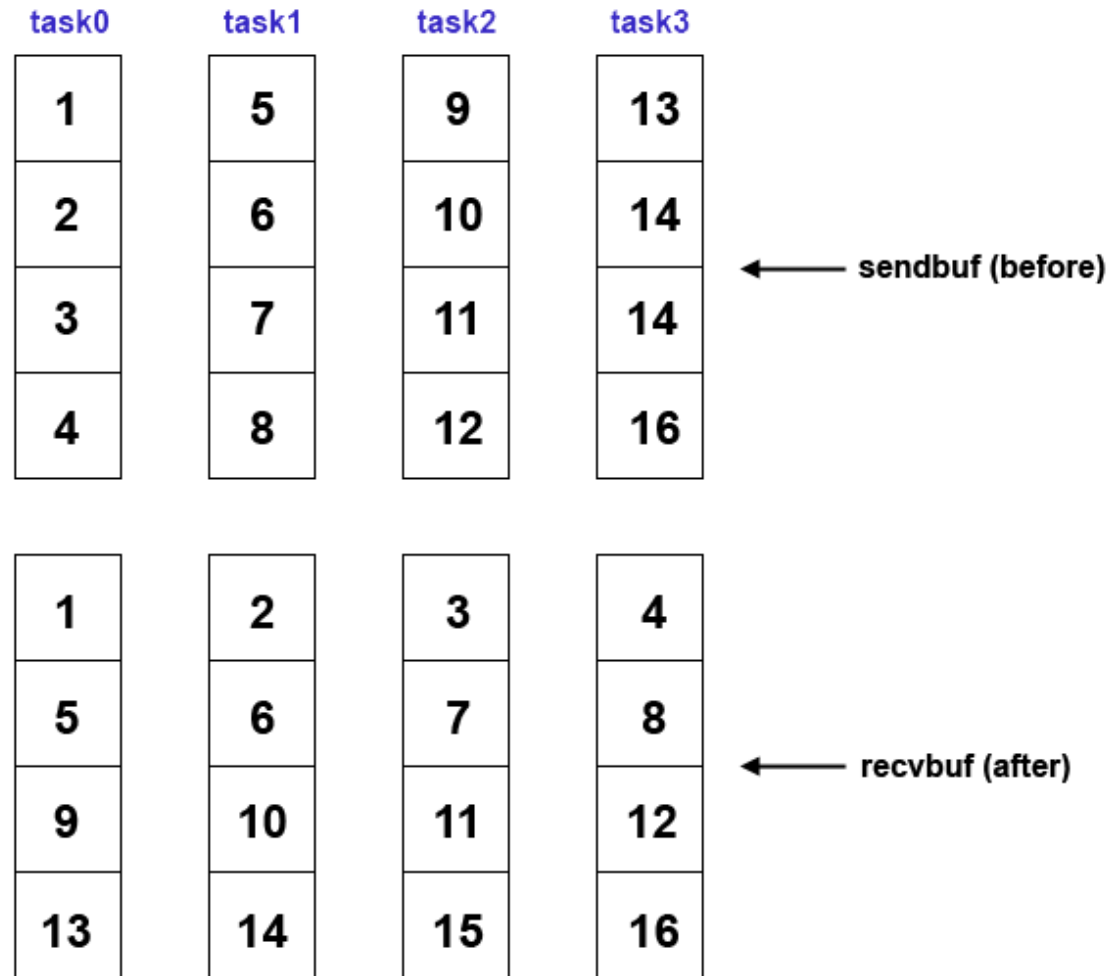 task0 task1 task2 task3
1 5 9 13
2 6 10 14
sendbuf (before)
3 7 11 14
4 8 12 16
1 2 3 4
5 6 7 8
recvbuf (after)
9 10 11 12
13 14 15 16